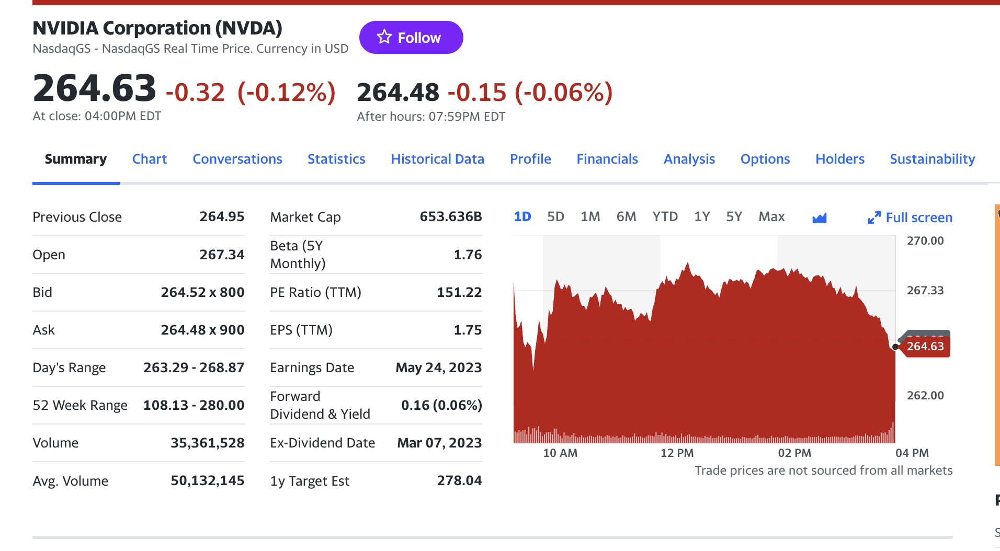 NVIDIA Corporation (NVDA)
Follow
NasdaqGS - NasdaqGS Real Time Price. Currency in USD
264.63 -0.32 (-0.12%) 264.48 -0.15 (-0.06%)
At close: 04:00PM EDT After hours: 07:59PM EDT
Summary Chart Conversations Statistics Historical Data Profile Financials Analysis Options Holders Sustainability
Previous Close 264.95
Open 267.34
Bid 264.52 x 800
Ask 264.48 x 900
Day's Range 263.29 - 268.87
52 Week Range 108.13 - 280.00
Volume 35,361,528
Avg. Volume 50,132,145
Market Cap 653.636B
Beta (5Y
Monthly) 1.76
PE Ratio (TTM) 151.22
EPS (TTM) 1.75
Earnings Date May 24, 2023
Forward
Dividend & Yield 0.16 (0.06%)
Ex-Dividend Date Mar 07, 2023
1y Target Est 278.04
1D 5D 1M 6M YTD 1Y 5Y Max Full screen
270.00
267.33
264.63
262.00
10 AM 12 PM 02 PM 04 PM
Trade prices are not sourced from all markets